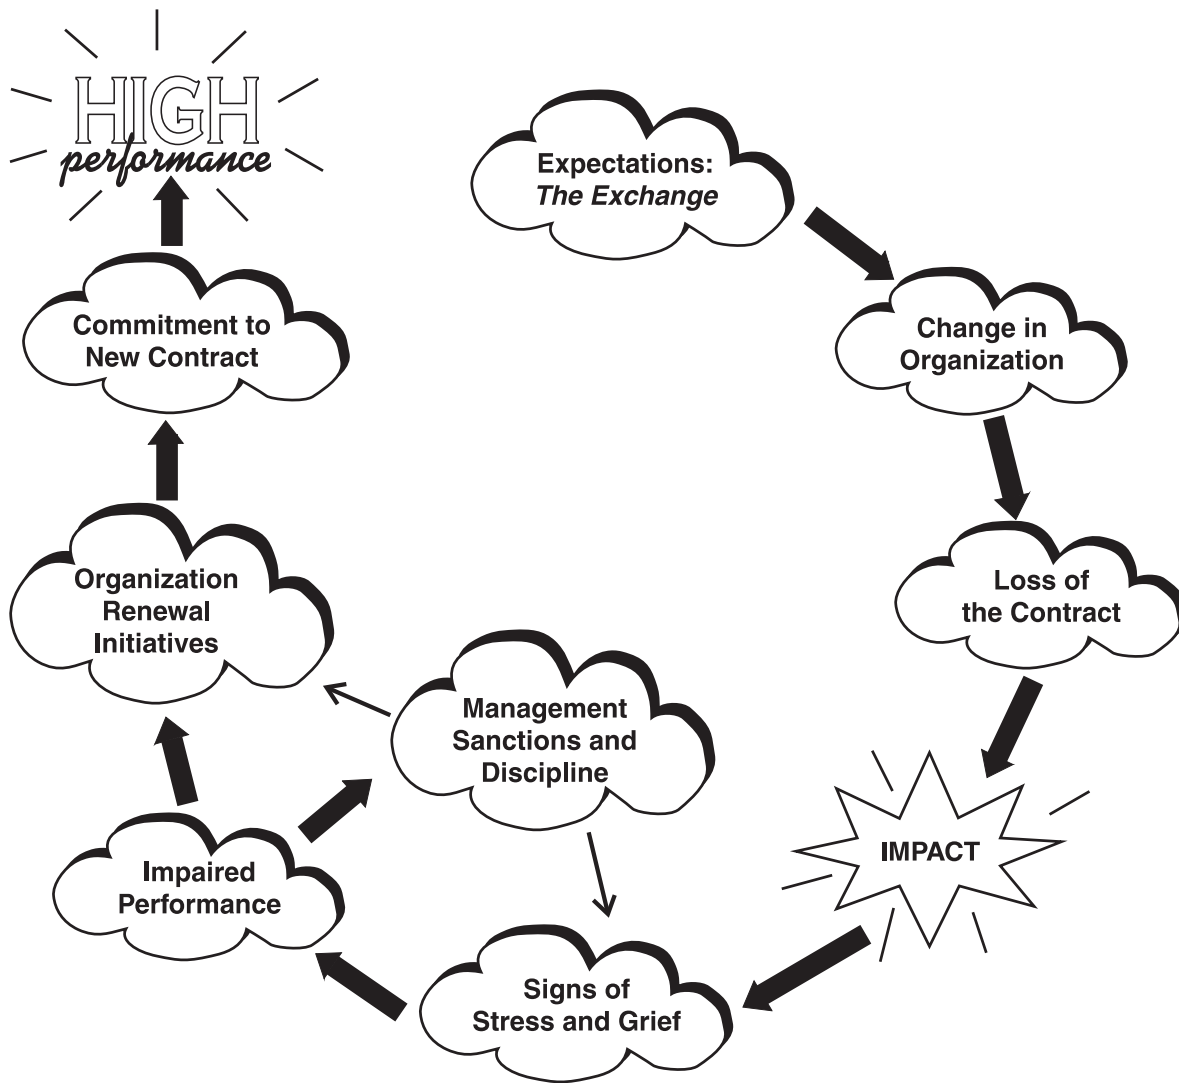 HIGH
performance
Expectations:
The Exchange
Commitment to
New Contract
Change in
Organization
Organization
Renewal
Initiatives
Loss of
the Contract
Management
Sanctions and
Discipline
IMPACT
Impaired
Performance
Signs of
Stress and Grief